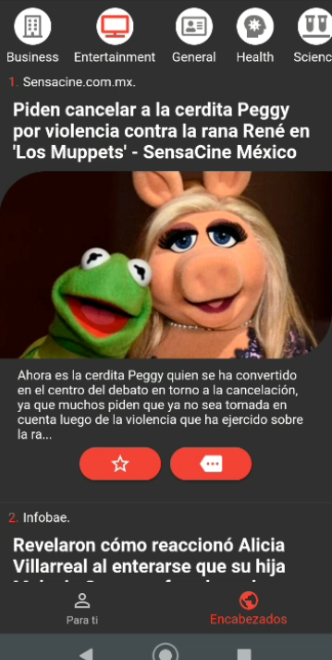 Business Entertainment General Health Scienc
1. Sensacine.com.mx.
Piden cancelar a la cerdita Peggy
por violencia contra la rana René en
'Los Muppets' - SensaCine México
Ahora es la cerdita Peggy quien se ha convertido
en el centro del debate en torno a la cancelación,
ya que muchos piden que ya no sea tomada en
cuenta luego de la violencia que ha ejercido sobre
la ra...
2. Infobae.
Revelaron cómo reaccionó Alicia
Villarreal al enterarse que su hija
Para ti Encabezados